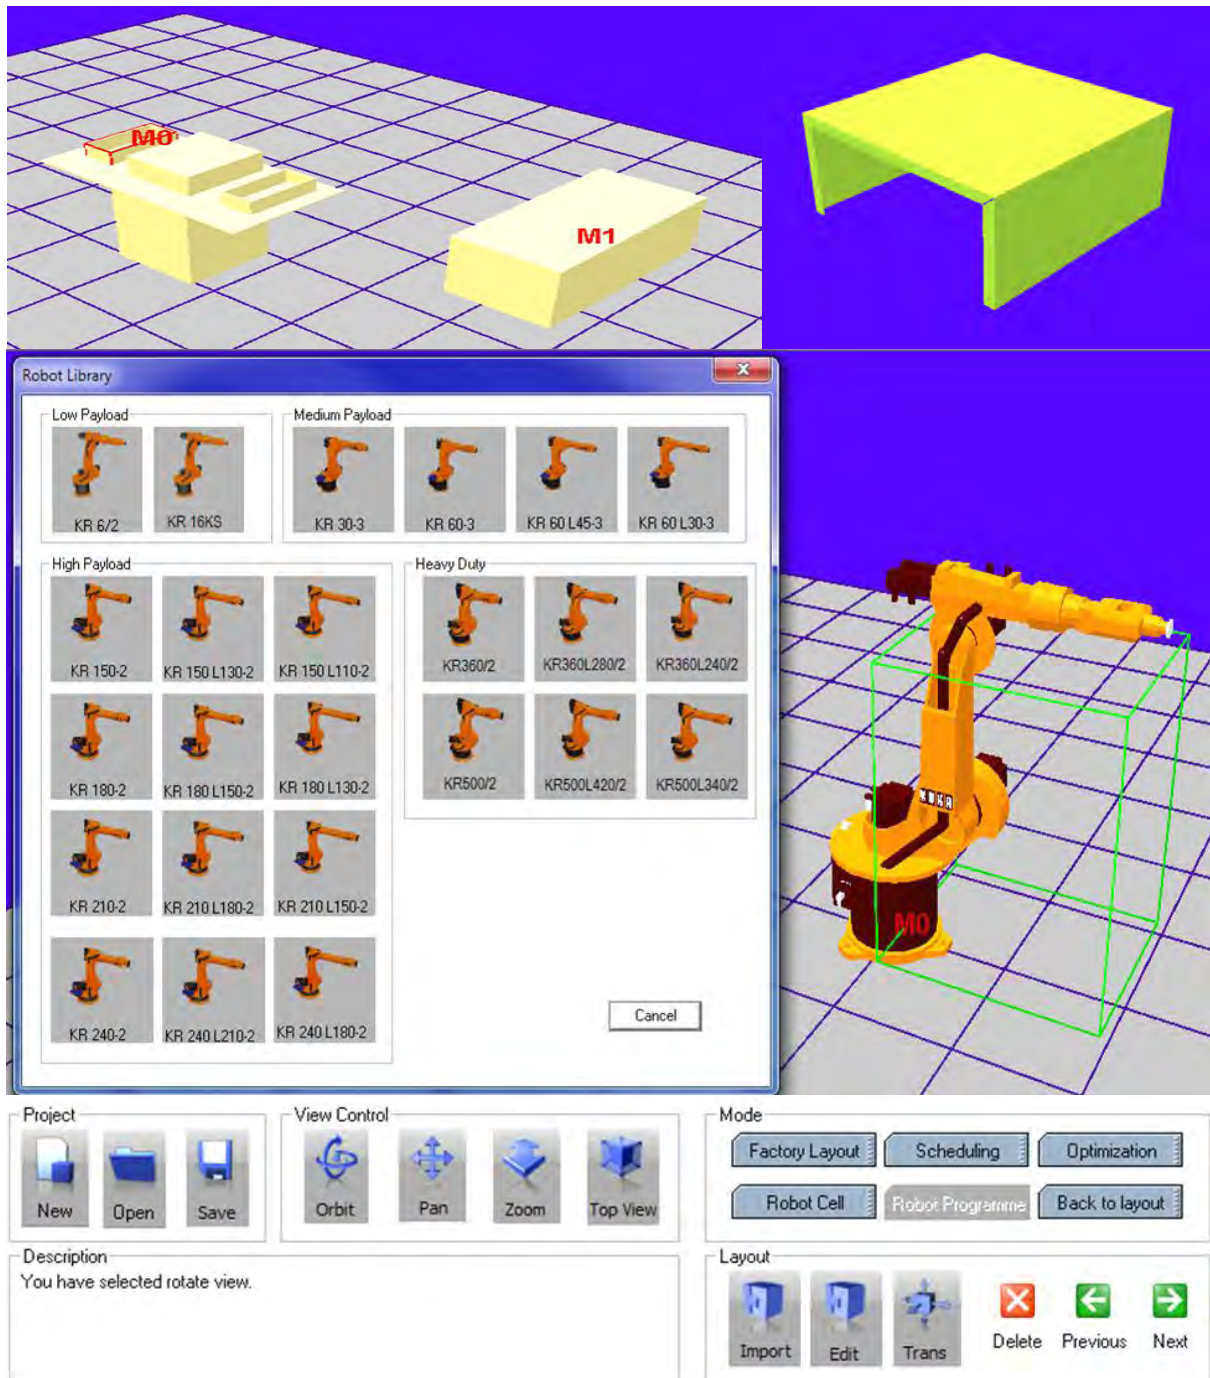 M0
M1
Robot Library
Low Payload
Medium Payload
KR 6/2
KR 16KS
KR 30-3
KR 60-3
KR 60 L45-3
KR 60 L30-3
High Payload
Heavy Duty
KR 150-2
KR 150 L130-2
KR 150 L110-2
KR360/2
KR360L280/2
KR360L240/2
KR 180-2
KR 180 L150-2
KR 180 L130-2
KR500/2
KR500L420/2
KR500L340/2
KR 210-2
KR 210 L180-2
KR 210 L150-2
KR 240-2
KR 240 L210-2
KR 240 L180-2
Cancel
KUKA
M0
Project
New
Open
Save
View Control
Orbit
Pan
Zoom
Top View
Mode
Factory Layout
Scheduling
Optimization
Robot Cell
Robot Programme
Back to layout
Description
You have selected rotate view.
Layout
Import
Edit
Trans
Delete
Previous
Next